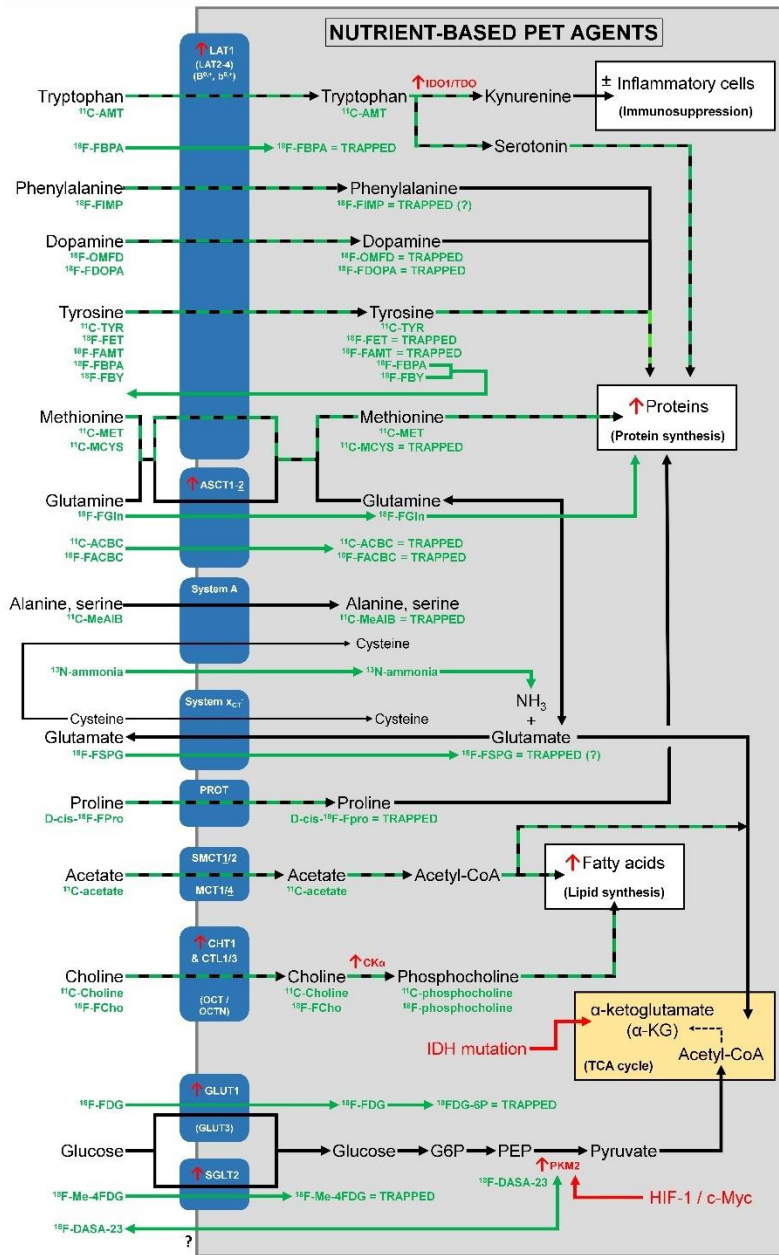 NUTRIENT-BASED PET AGENTS
↑ LAT1
(LAT2-4)
(B⁰,⁺, b⁰,⁺)
Tryptophan
¹¹C-AMT
Tryptophan
¹¹C-AMT
↑ IDO1/TDO
Kynurenine
± Inflammatory cells
(Immunosuppression)
Serotonin
¹⁸F-FBPA
¹⁸F-FBPA = TRAPPED
Phenylalanine
¹⁸F-FIMP
Phenylalanine
¹⁸F-FIMP = TRAPPED (?)
Dopamine
¹⁸F-OMFD
¹⁸F-FDOPA
Dopamine
¹⁸F-OMFD = TRAPPED
¹⁸F-FDOPA = TRAPPED
Tyrosine
¹¹C-TYR
¹⁸F-FET
¹⁸F-FAMT
¹⁸F-FBPA
¹⁸F-FBY
Tyrosine
¹¹C-TYR
¹⁸F-FET = TRAPPED
¹⁸F-FAMT = TRAPPED
¹⁸F-FBPA
¹⁸F-FBY
Methionine
¹¹C-MET
¹¹C-MCYS
Methionine
¹¹C-MET
¹¹C-MCYS = TRAPPED
↑ Proteins
(Protein synthesis)
↑ ASCT1-2
Glutamine
¹⁸F-FGln
Glutamine
¹⁸F-FGln
¹¹C-ACBC
¹⁸F-FACBC
¹¹C-ACBC = TRAPPED
¹⁸F-FACBC = TRAPPED
System A
Alanine, serine
Alanine, serine
¹¹C-MeAIB
¹¹C-MeAIB = TRAPPED
Cysteine
¹³N-ammonia
¹³N-ammonia
NH₃
+
System x_CT⁻
Cysteine
Cysteine
Glutamate
Glutamate
¹⁸F-FSPG
¹⁸F-FSPG = TRAPPED (?)
PROT
Proline
D-cis-¹⁸F-FPro
Proline
D-cis-¹⁸F-Fpro = TRAPPED
SMCT1/2
MCT1/4
Acetate
¹¹C-acetate
Acetate
¹¹C-acetate
Acetyl-CoA
↑ Fatty acids
(Lipid synthesis)
↑ CHT1
& CTL1/3
(OCT /
OCTN)
Choline
¹¹C-Choline
¹⁸F-FCho
Choline
¹¹C-Choline
¹⁸F-FCho
↑ CKα
Phosphocholine
¹¹C-phosphocholine
¹⁸F-phosphocholine
α-ketoglutamate
(α-KG)
Acetyl-CoA
(TCA cycle)
IDH mutation
↑ GLUT1
(GLUT3)
¹⁸F-FDG
¹⁸F-FDG
¹⁸FDG-6P = TRAPPED
Glucose
Glucose
G6P
PEP
Pyruvate
↑ PKM2
↑ SGLT2
¹⁸F-Me-4FDG
¹⁸F-Me-4FDG = TRAPPED
¹⁸F-DASA-23
HIF-1 / c-Myc
¹⁸F-DASA-23
?